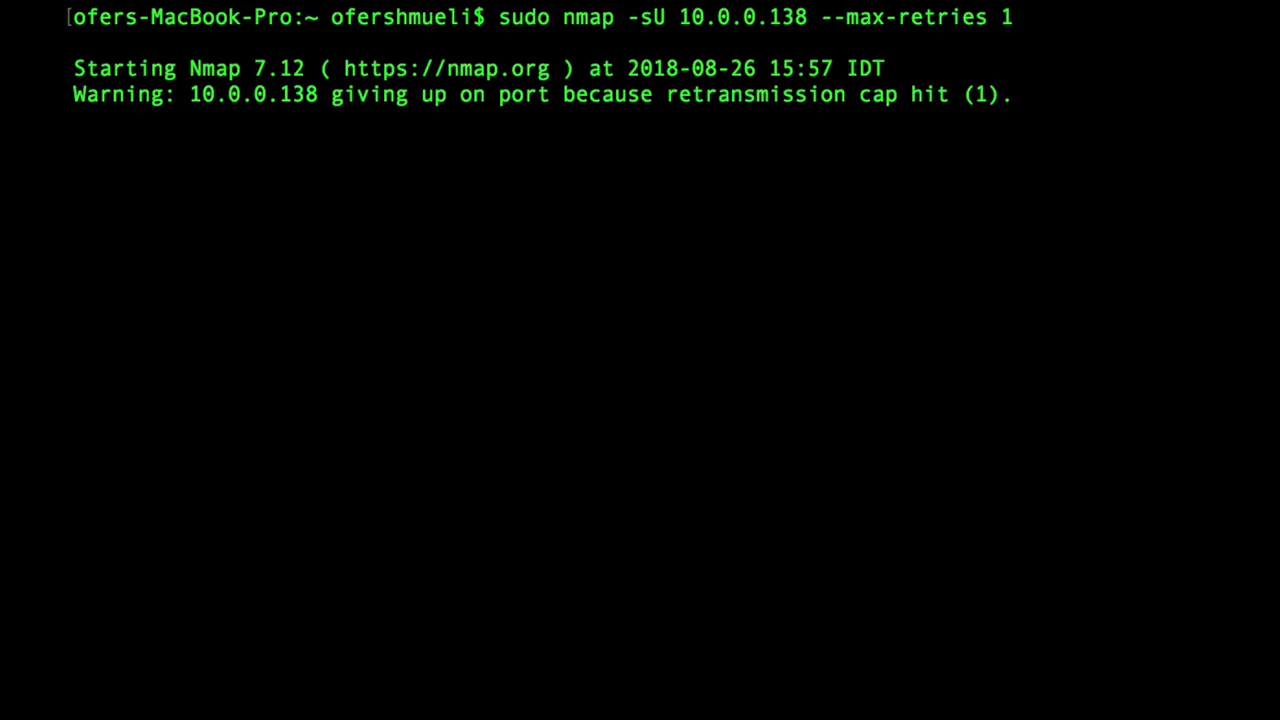 [ofers-MacBook-Pro:~ ofershmueli$ sudo nmap -sU 10.0.0.138 --max-retries 1
Starting Nmap 7.12 ( https://nmap.org ) at 2018-08-26 15:57 IDT
Warning: 10.0.0.138 giving up on port because retransmission cap hit (1).